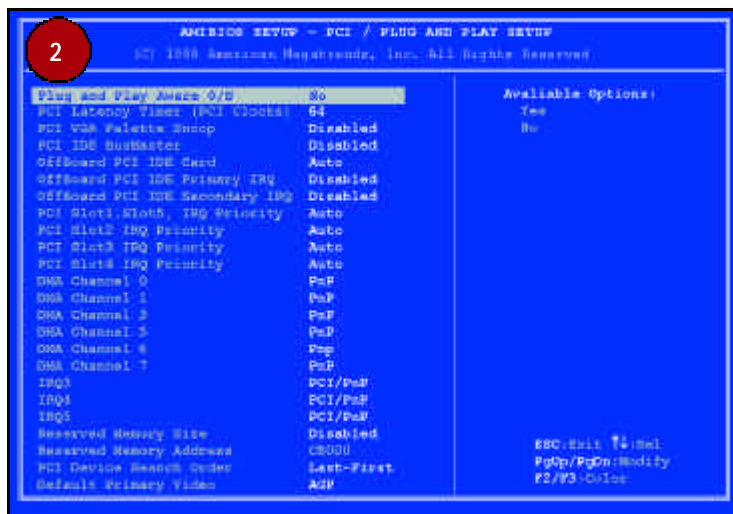 2
AMIBIOS SETUP – PCI / PLUG AND PLAY SETUP
(C) 1998 American Megatrends, Inc. All Rights Reserved
Plug and Play Aware O/S No
PCI Latency Timer (PCI Clocks) 64
PCI VGA Palette Snoop Disabled
PCI IDE BusMaster Disabled
OffBoard PCI IDE Card Auto
OffBoard PCI IDE Primary IRQ Disabled
OffBoard PCI IDE Secondary IRQ Disabled
PCI Slot1,Slot5, IRQ Priority Auto
PCI Slot2 IRQ Priority Auto
PCI Slot3 IRQ Priority Auto
PCI Slot4 IRQ Priority Auto
DMA Channel 0 PnP
DMA Channel 1 PnP
DMA Channel 3 PnP
DMA Channel 5 PnP
DMA Channel 6 Pnp
DMA Channel 7 PnP
IRQ3 PCI/PnP
IRQ4 PCI/PnP
IRQ5 PCI/PnP
Reserved Memory Size Disabled
Reserved Memory Address C8000
PCI Device Search Order Last-First
Default Primary Video AGP
Avaliable Options:
Yes
No
ESC:Exit ↑↓:Sel
PgUp/PgDn:Modify
F2/F3:Color